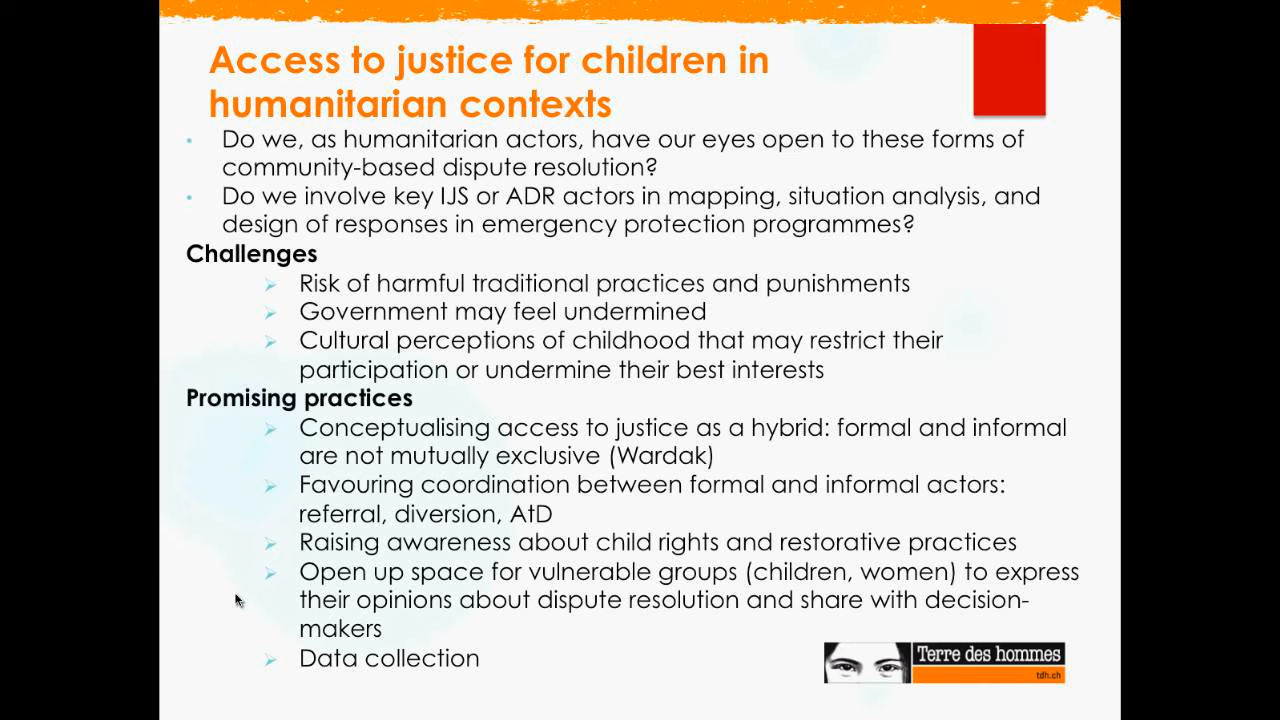 Access to justice for children in
humanitarian contexts
• Do we, as humanitarian actors, have our eyes open to these forms of
community-based dispute resolution?
• Do we involve key IJS or ADR actors in mapping, situation analysis, and
design of responses in emergency protection programmes?
Challenges
➢ Risk of harmful traditional practices and punishments
➢ Government may feel undermined
➢ Cultural perceptions of childhood that may restrict their
participation or undermine their best interests
Promising practices
➢ Conceptualising access to justice as a hybrid: formal and informal
are not mutually exclusive (Wardak)
➢ Favouring coordination between formal and informal actors:
referral, diversion, AtD
➢ Raising awareness about child rights and restorative practices
➢ Open up space for vulnerable groups (children, women) to express
their opinions about dispute resolution and share with decision-
makers
➢ Data collection
Terre des hommes
tdh.ch